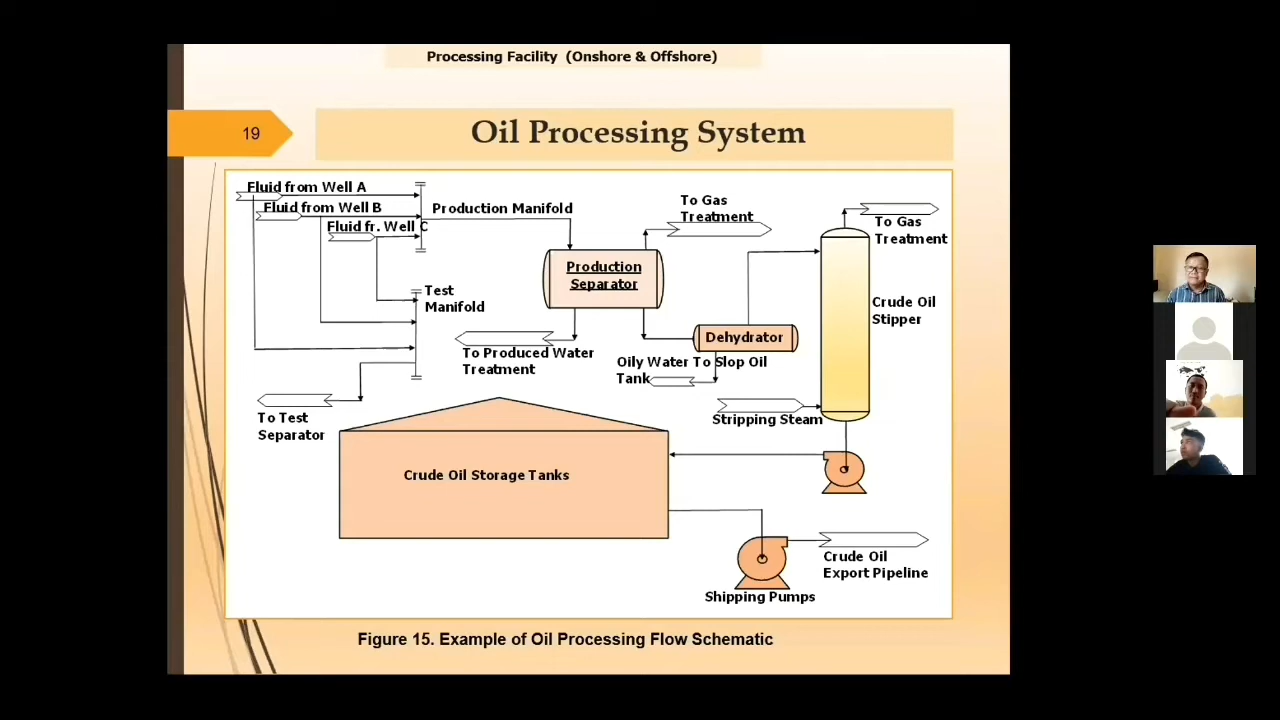 Processing Facility (Onshore & Offshore)
19
Oil Processing System
Fluid from Well A
Fluid from Well B
Fluid fr. Well C
Production Manifold
To Gas
Treatment
To Gas
Treatment
Production
Separator
Test
Manifold
Crude Oil
Stipper
Dehydrator
To Produced Water
Treatment
Oily Water To Slop Oil
Tank
To Test
Separator
Stripping Steam
Crude Oil Storage Tanks
Crude Oil
Export Pipeline
Shipping Pumps
Figure 15. Example of Oil Processing Flow Schematic